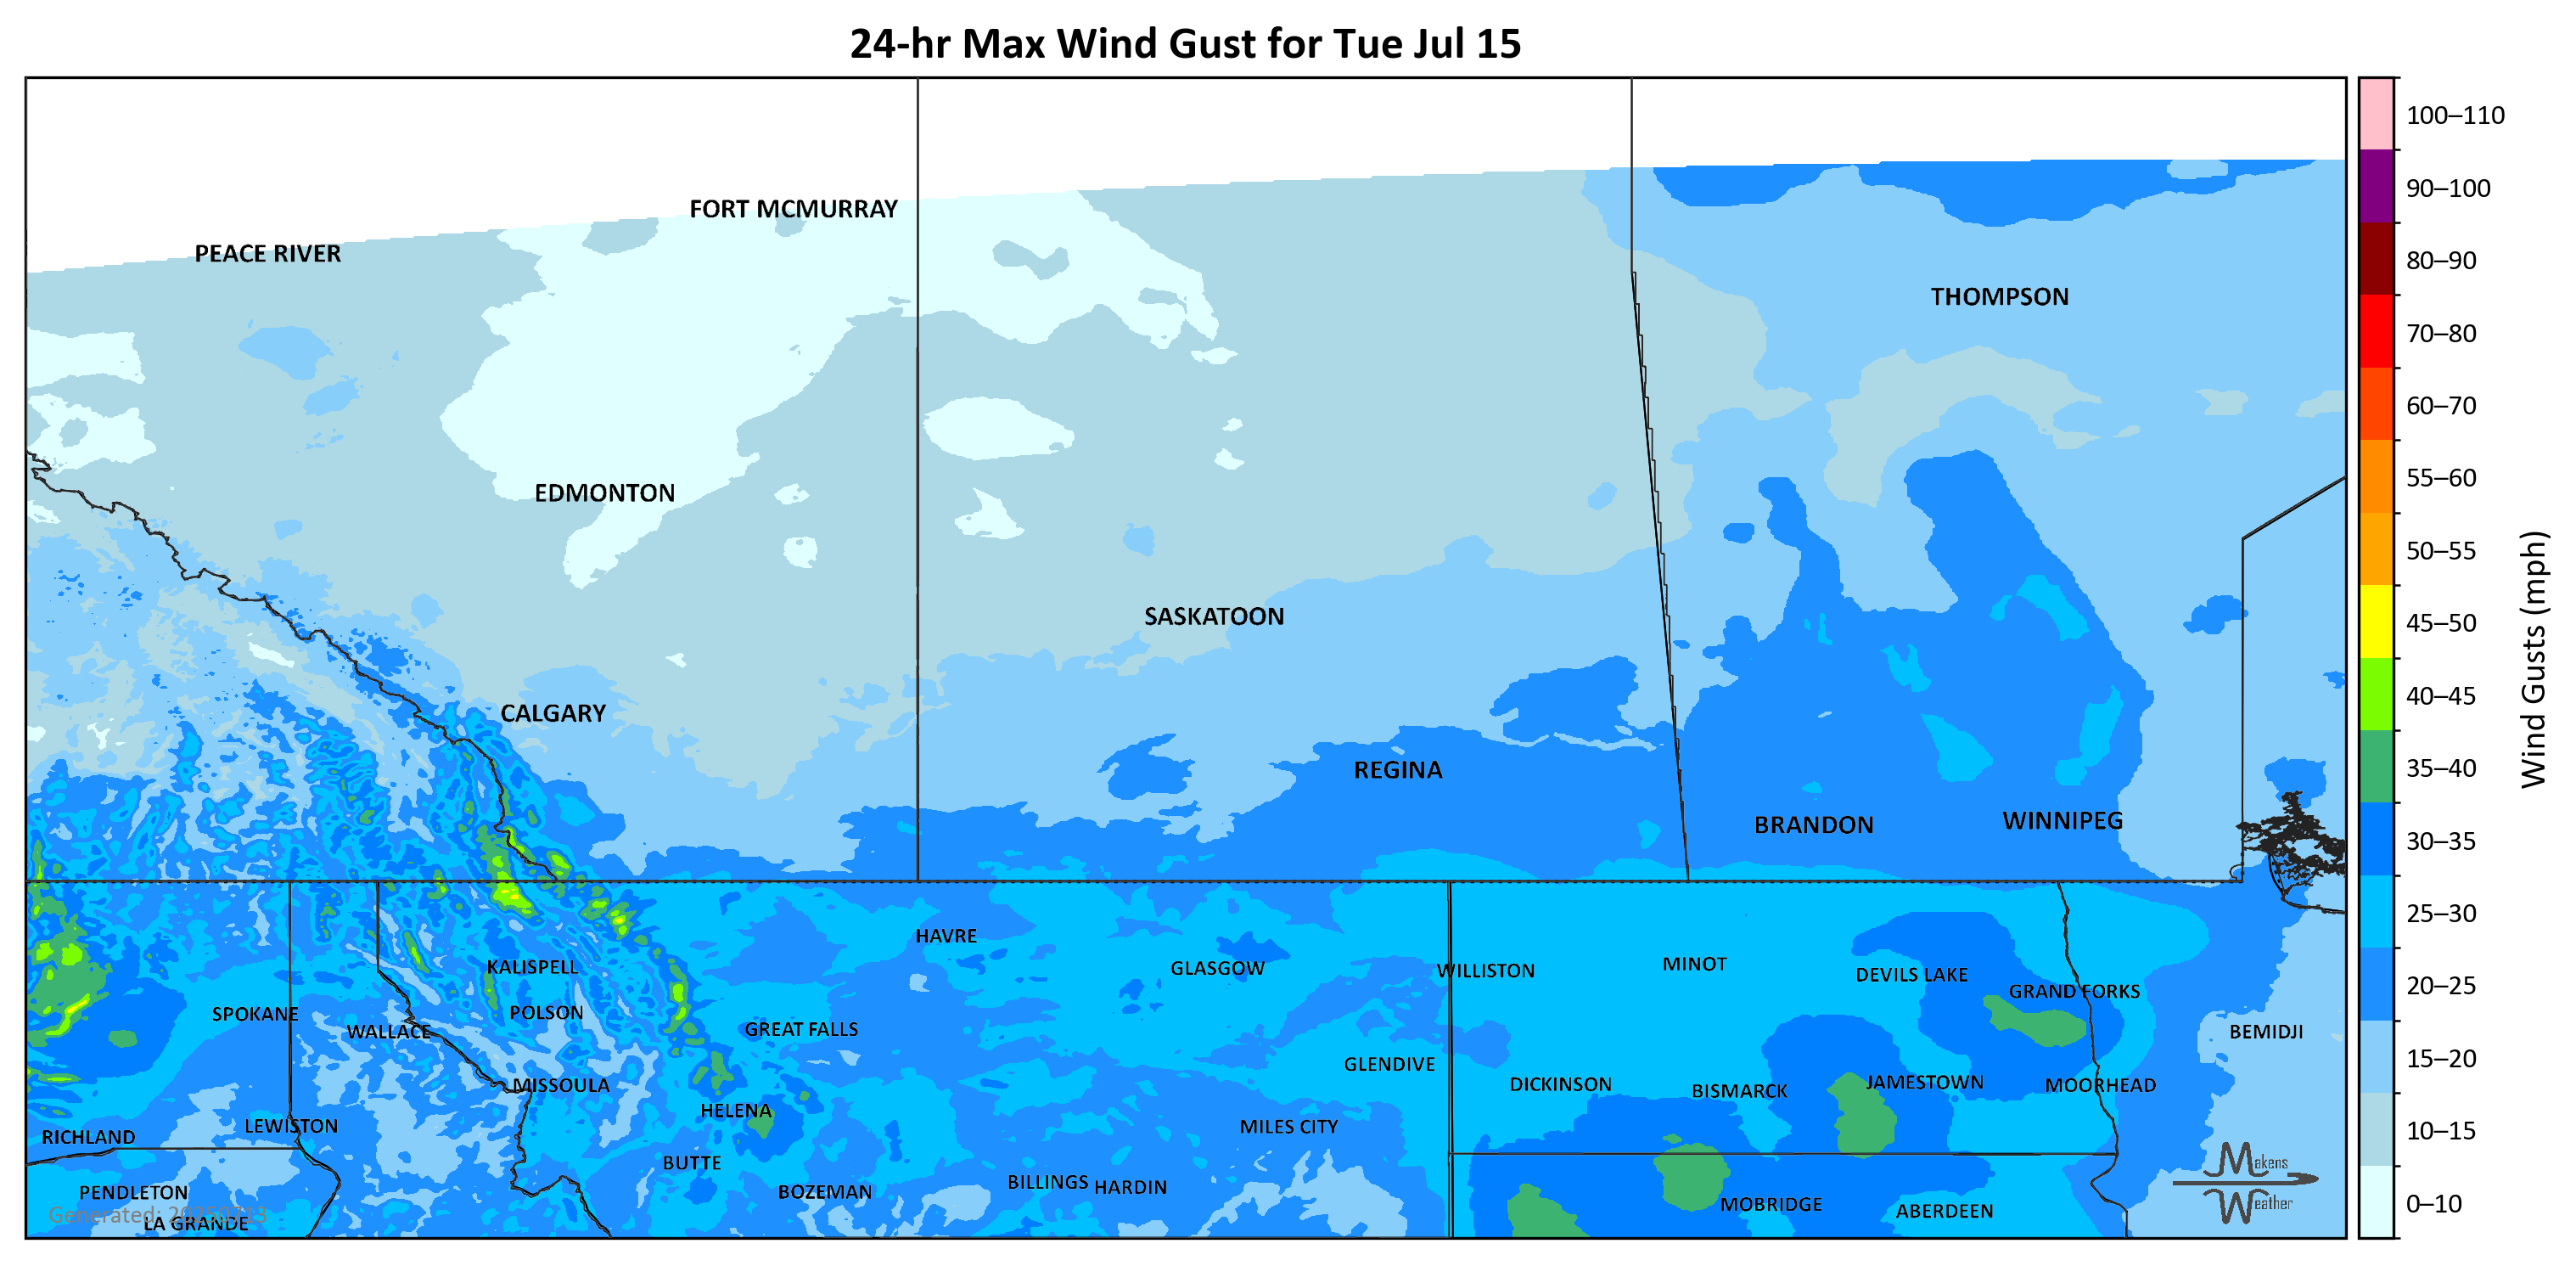 24-hr Max Wind Gust for Tue Jul 15
100–110
FORT MCMURRAY
90–100
PEACE RIVER
80–90
THOMPSON
70–80
60–70
55–60
EDMONTON
50–55
SASKATOON
45–50
Wind Gusts (mph)
CALGARY
40–45
REGINA
35–40
BRANDON
WINNIPEG
30–35
25–30
HAVRE
KALISPELL
GLASGOW
WILLISTON
MINOT
DEVILS LAKE
20–25
GRAND FORKS
SPOKANE
POLSON
WALLACE
GREAT FALLS
BEMIDJI
15–20
GLENDIVE
MISSOULA
DICKINSON
BISMARCK
JAMESTOWN
MOORHEAD
HELENA
LEWISTON
MILES CITY
RICHLAND
10–15
BUTTE
Makens
Weather
PENDLETON
BOZEMAN
BILLINGS
HARDIN
MOBRIDGE
ABERDEEN
0–10
Generated: 20250713
LA GRANDE